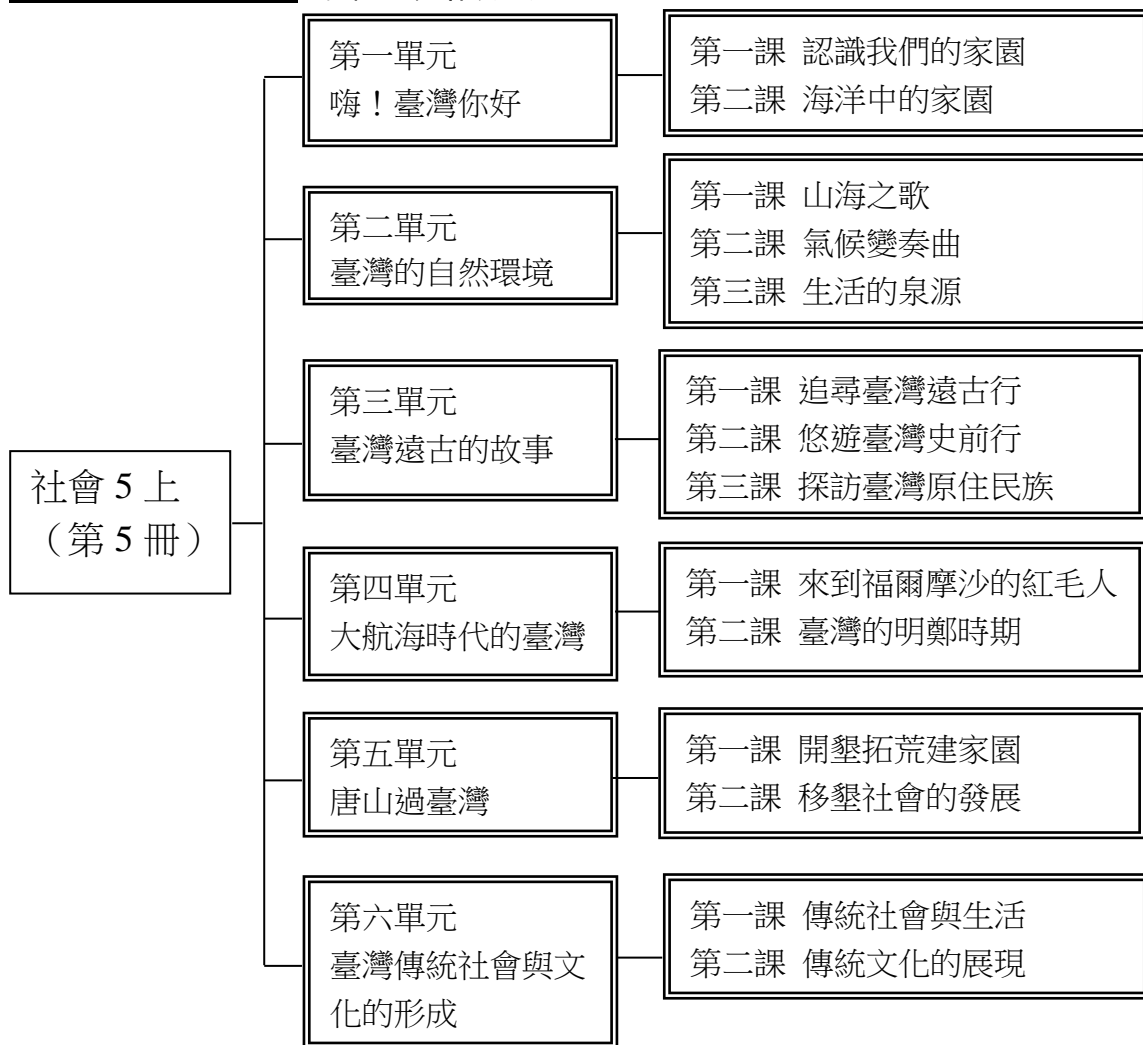 社會 5 上
（第 5 冊）
第一單元
嗨！臺灣你好
第一課 認識我們的家園
第二課 海洋中的家園
第二單元
臺灣的自然環境
第一課 山海之歌
第二課 氣候變奏曲
第三課 生活的泉源
第三單元
臺灣遠古的故事
第一課 追尋臺灣遠古行
第二課 悠遊臺灣史前行
第三課 探訪臺灣原住民族
第四單元
大航海時代的臺灣
第一課 來到福爾摩沙的紅毛人
第二課 臺灣的明鄭時期
第五單元
唐山過臺灣
第一課 開墾拓荒建家園
第二課 移墾社會的發展
第六單元
臺灣傳統社會與文
化的形成
第一課 傳統社會與生活
第二課 傳統文化的展現